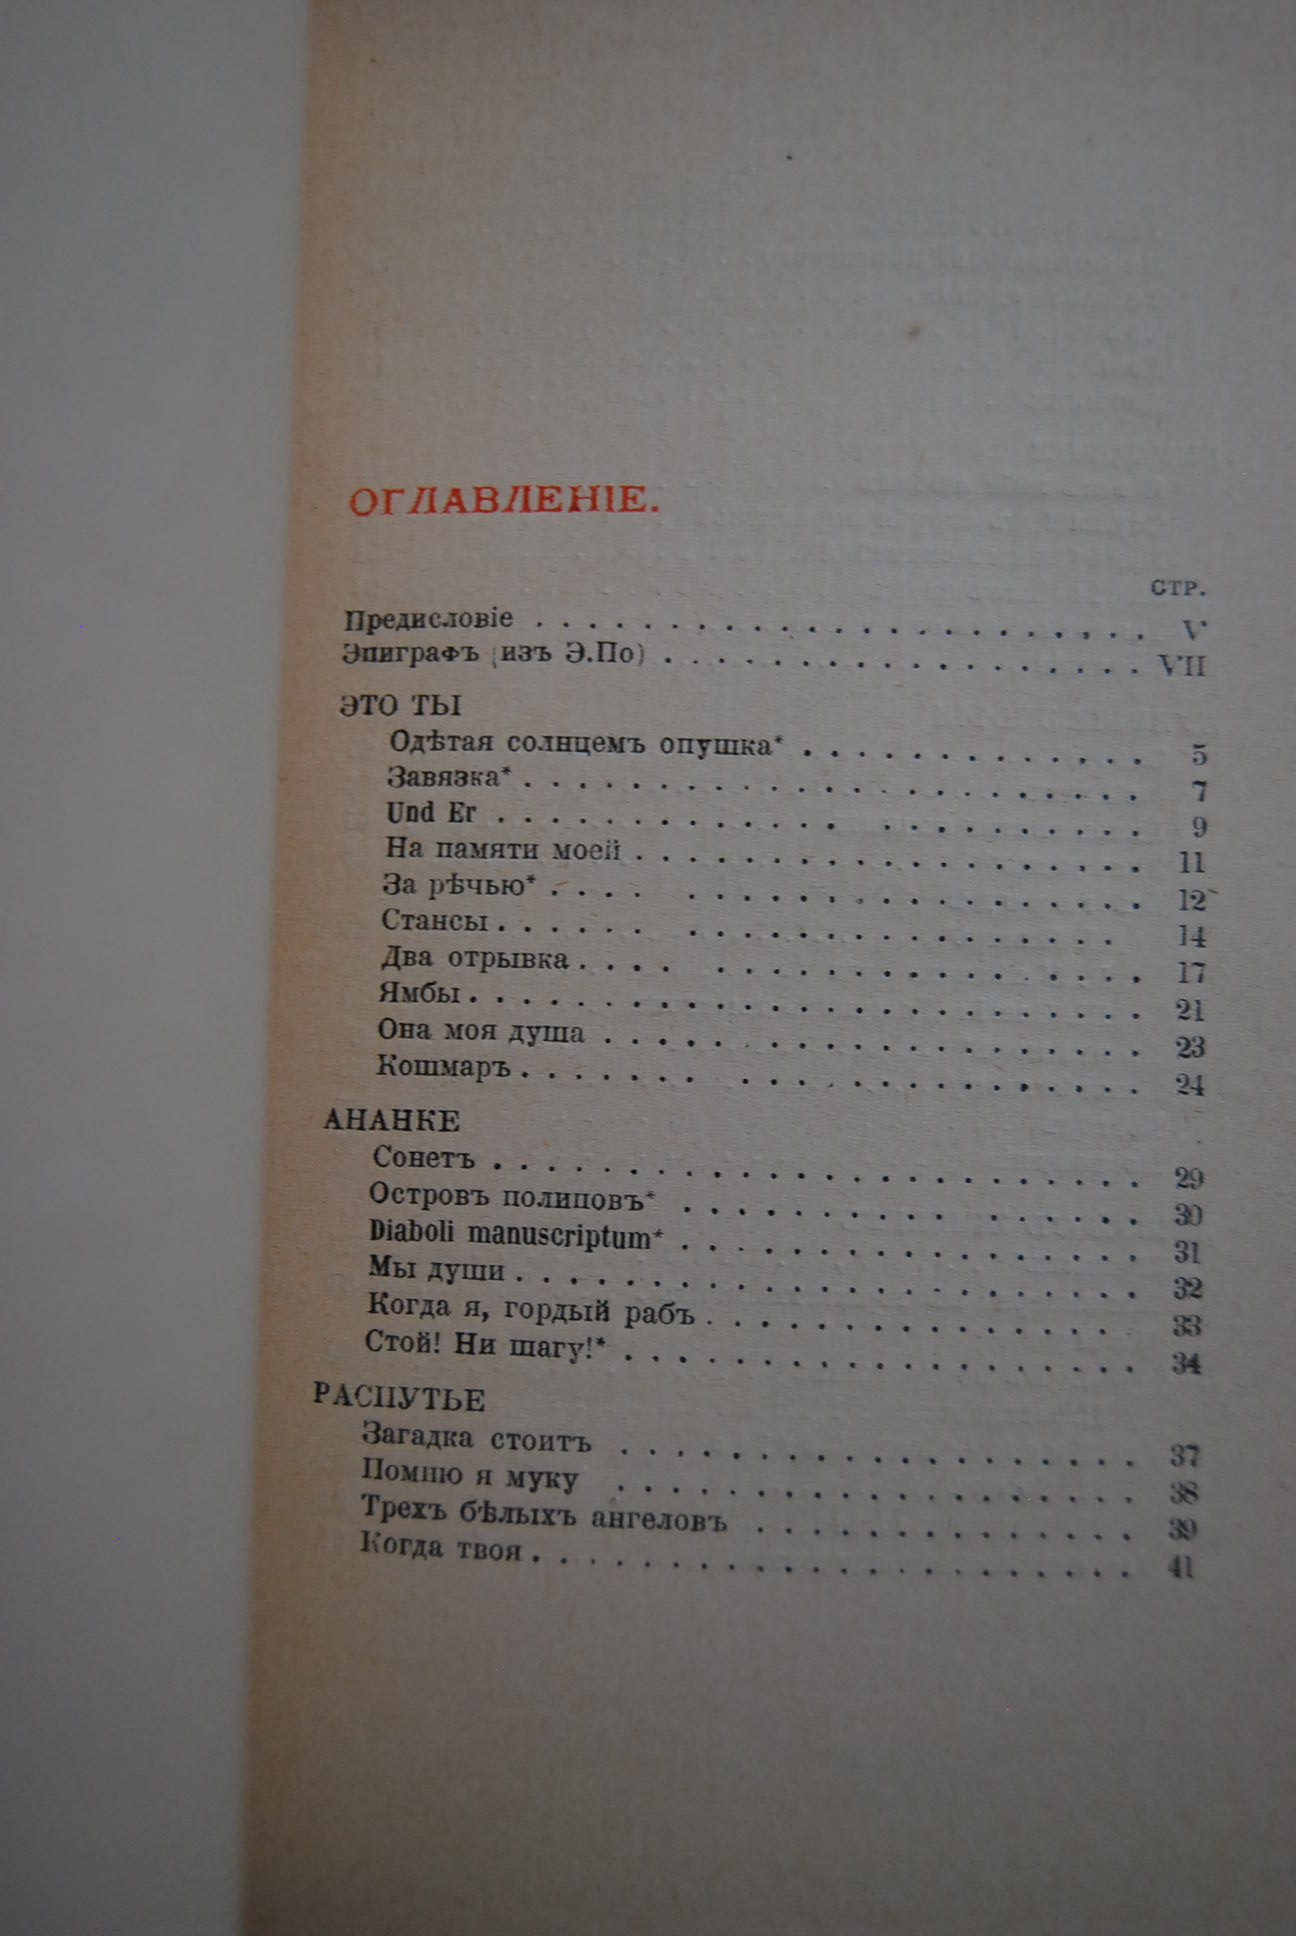 ОГЛАВЛЕНІЕ.
СТР.
Предисловіе . . . . . . . . . . . . . . . . . . . . . . . V
Эпиграфъ (изъ Э.По) . . . . . . . . . . . . . . . . . . VII
ЭТО ТЫ
Одѣтая солнцемъ опушка* . . . . . . . . . . . . . 5
Завязка* . . . . . . . . . . . . . . . . . . . . . . . 7
Und Er . . . . . . . . . . . . . . . . . . . . . . . 9
На памяти моей . . . . . . . . . . . . . . . . . . . 11
За рѣчью* . . . . . . . . . . . . . . . . . . . . . 12
Стансы . . . . . . . . . . . . . . . . . . . . . . 14
Два отрывка . . . . . . . . . . . . . . . . . . . . 17
Ямбы . . . . . . . . . . . . . . . . . . . . . . . . 21
Она моя душа . . . . . . . . . . . . . . . . . . . 23
Кошмаръ . . . . . . . . . . . . . . . . . . . . . . 24
АНАНКЕ
Сонетъ . . . . . . . . . . . . . . . . . . . . . . . 29
Островъ полиповъ* . . . . . . . . . . . . . . . . 30
Diaboli manuscriptum* . . . . . . . . . . . . . . . . . 31
Мы души . . . . . . . . . . . . . . . . . . . . . . 32
Когда я, гордый рабъ . . . . . . . . . . . . . . . 33
Стой! Ни шагу!* . . . . . . . . . . . . . . . . . . . 34
РАСПУТЬЕ
Загадка стоитъ . . . . . . . . . . . . . . . . . . . 37
Помню я муку . . . . . . . . . . . . . . . . . . . 38
Трехъ бѣлыхъ ангеловъ . . . . . . . . . . . . . . 39
Когда твоя . . . . . . . . . . . . . . . . . . . . . . 41